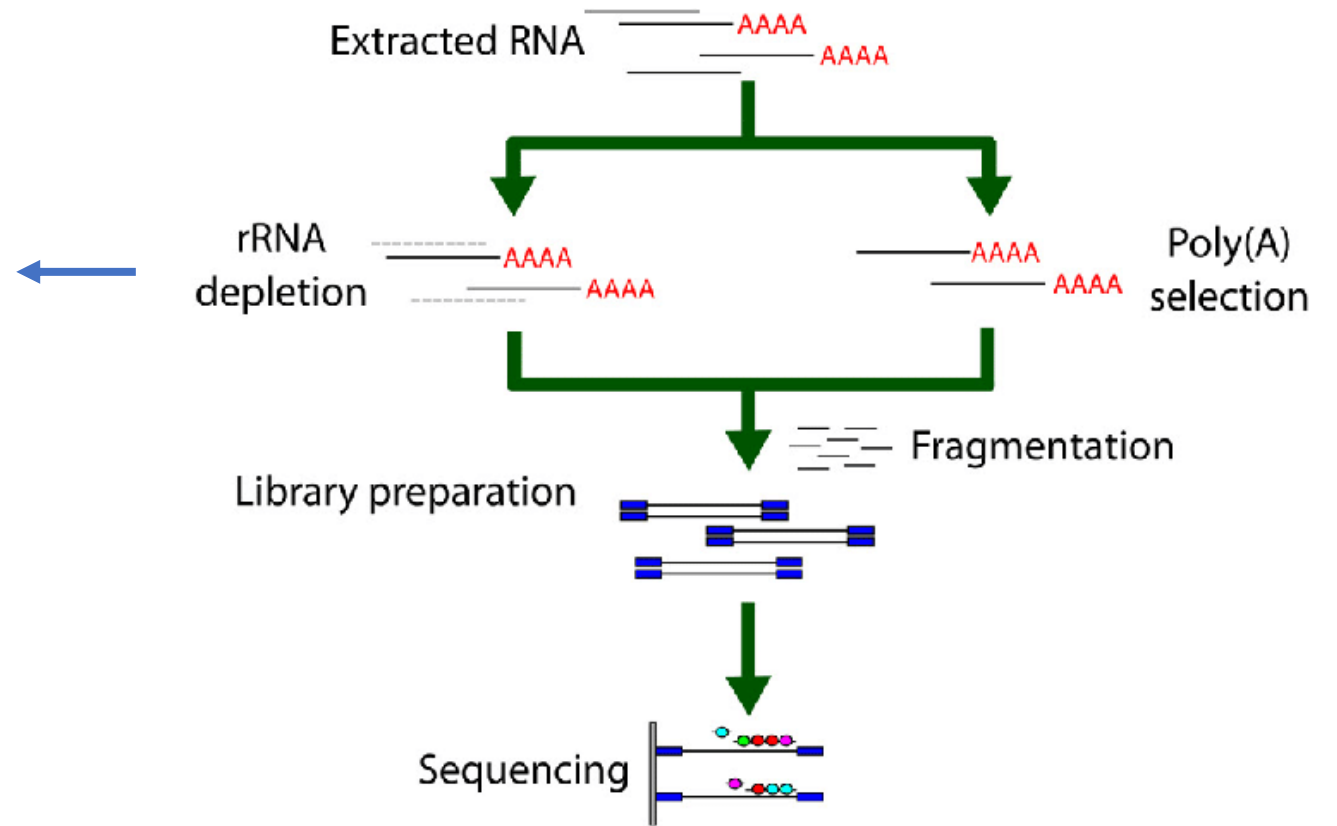 Extracted RNA
AAAA
AAAA
rRNA
depletion
AAAA
AAAA
AAAA
AAAA
Poly(A)
selection
Fragmentation
Library preparation
Sequencing